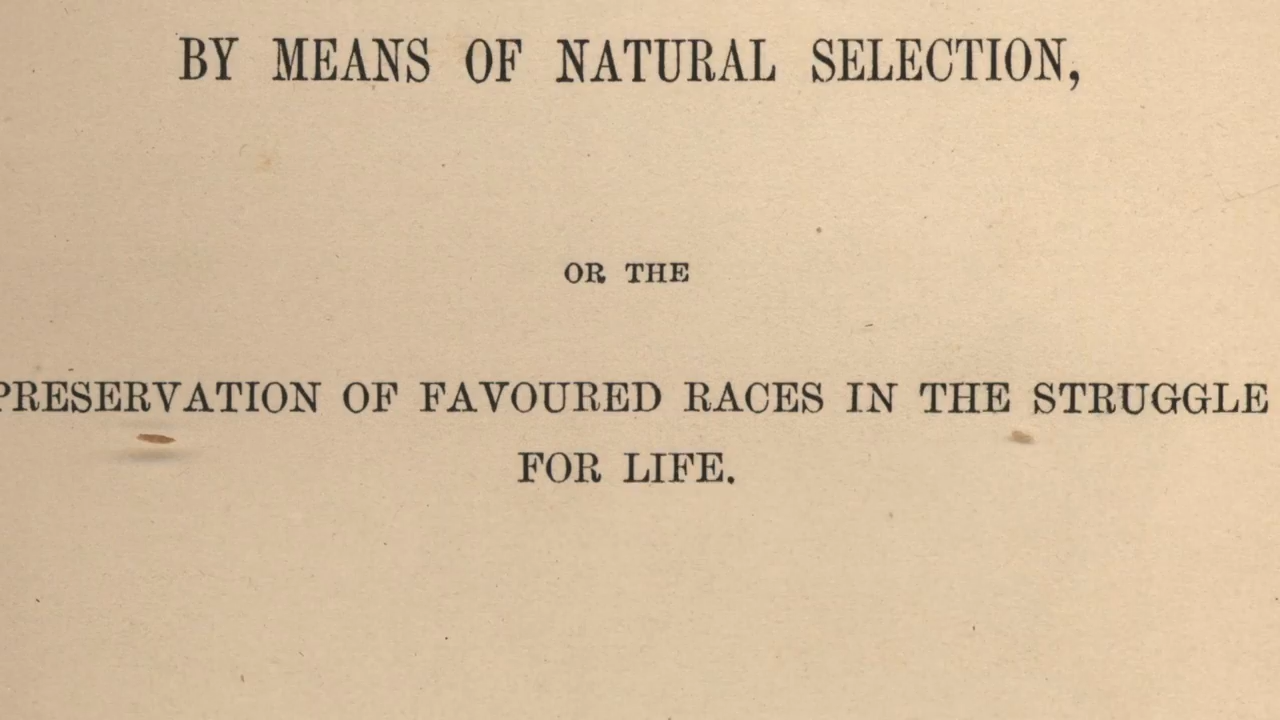 BY MEANS OF NATURAL SELECTION,
OR THE
PRESERVATION OF FAVOURED RACES IN THE STRUGGLE
FOR LIFE.